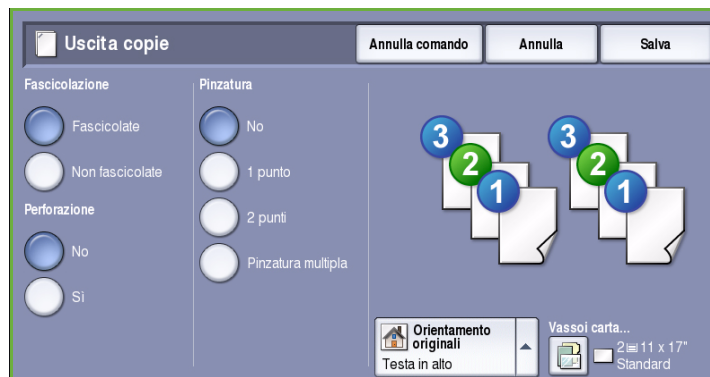 Uscita copie
Annulla comando
Annulla
Salva
Fascicolazione
Fascicolate
Non fascicolate
Perforazione
No
Sì
Pinzatura
No
1 punto
2 punti
Pinzatura multipla
3
2
1
3
2
1
Orientamento
originali
Testa in alto
Vassoi carta...
2 11 x 17"
Standard